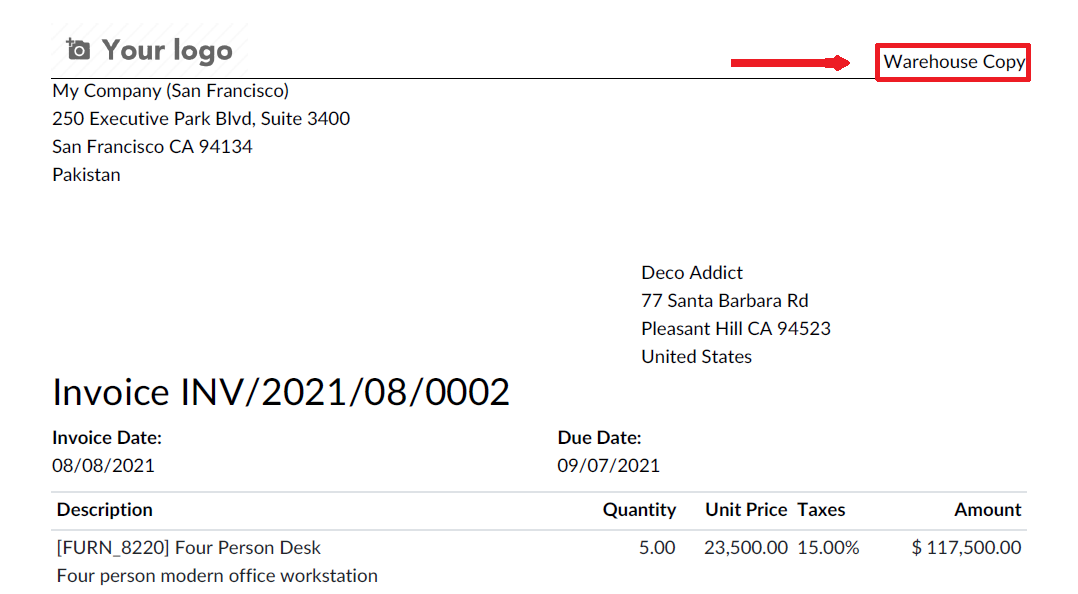 Your logo
Warehouse Copy
My Company (San Francisco)
250 Executive Park Blvd, Suite 3400
San Francisco CA 94134
Pakistan
Deco Addict
77 Santa Barbara Rd
Pleasant Hill CA 94523
United States
Invoice INV/2021/08/0002
Invoice Date: Due Date:
08/08/2021 09/07/2021
Description Quantity Unit Price Taxes Amount
[FURN_8220] Four Person Desk 5.00 23,500.00 15.00% $ 117,500.00
Four person modern office workstation